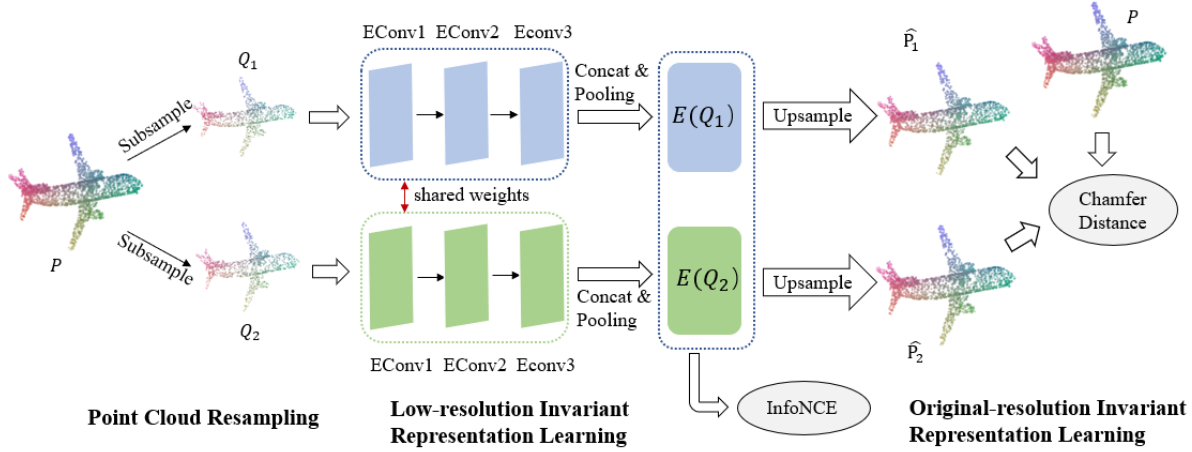 EConv1 EConv2 Econv3
Q₁
Subsample
P
Subsample
Q₂
shared weights
EConv1 EConv2 Econv3
Concat &
Pooling
Concat &
Pooling
E(Q₁)
E(Q₂)
Upsample
Upsample
P̂₁
P
P̂₂
Chamfer
Distance
InfoNCE
Point Cloud Resampling
Low-resolution Invariant
Representation Learning
Original-resolution Invariant
Representation Learning